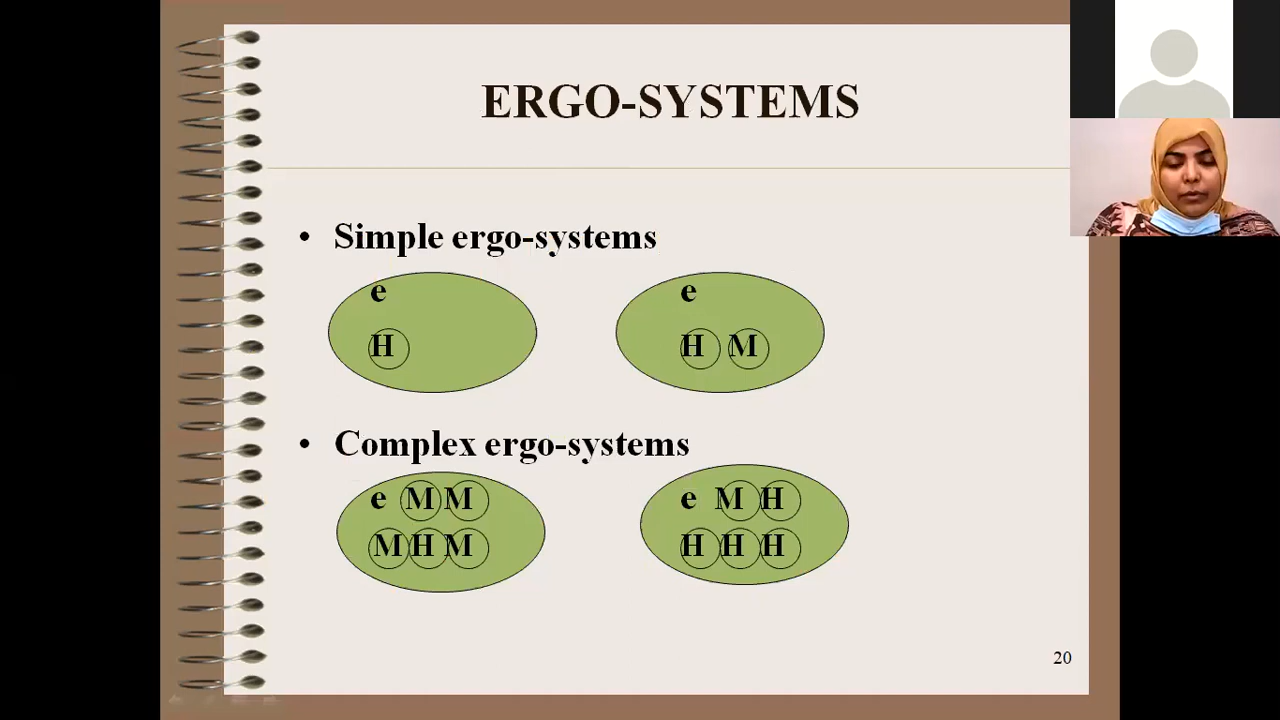 ERGO-SYSTEMS
• Simple ergo-systems
e
H
e
H M
• Complex ergo-systems
e M M
M H M
e M H
H H H
20